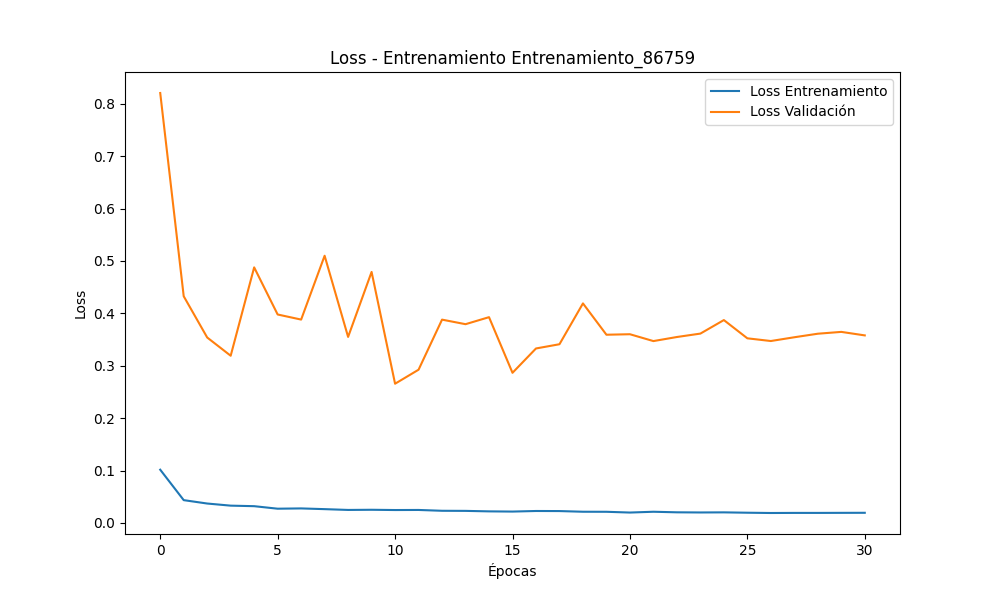 Loss - Entrenamiento Entrenamiento_86759
Loss Entrenamiento
Loss Validación
Loss
0.8
0.7
0.6
0.5
0.4
0.3
0.2
0.1
0.0
0 5 10 15 20 25 30
Épocas